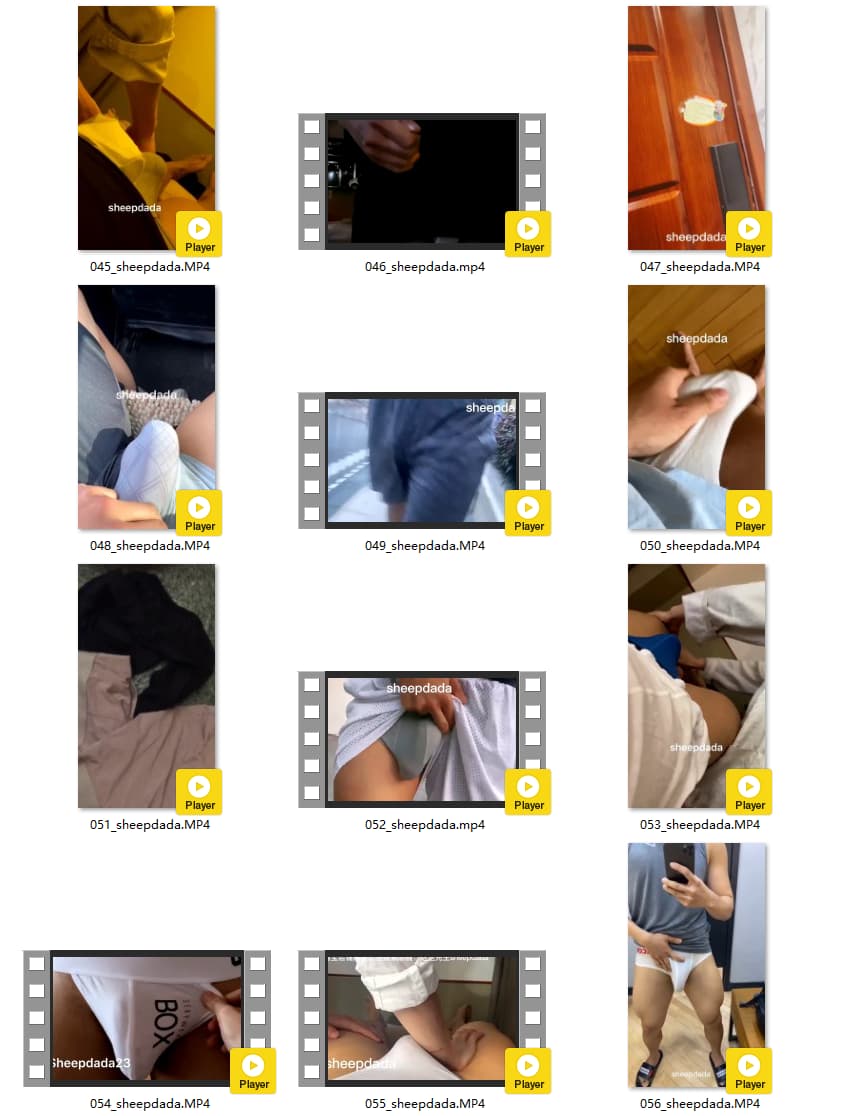 sheepdada
Player
045_sheepdada.MP4
Player
046_sheepdada.mp4
sheepdada
Player
047_sheepdada.MP4
sheepdada
Player
048_sheepdada.MP4
sheepda
Player
049_sheepdada.MP4
sheepdada
Player
050_sheepdada.MP4
Player
051_sheepdada.MP4
sheepdada
Player
052_sheepdada.mp4
sheepdada
Player
053_sheepdada.MP4
BOX
sheepdada23
Player
054_sheepdada.MP4
sheepdada
sheepdada
Player
055_sheepdada.MP4
sheepdada
Player
056_sheepdada.MP4